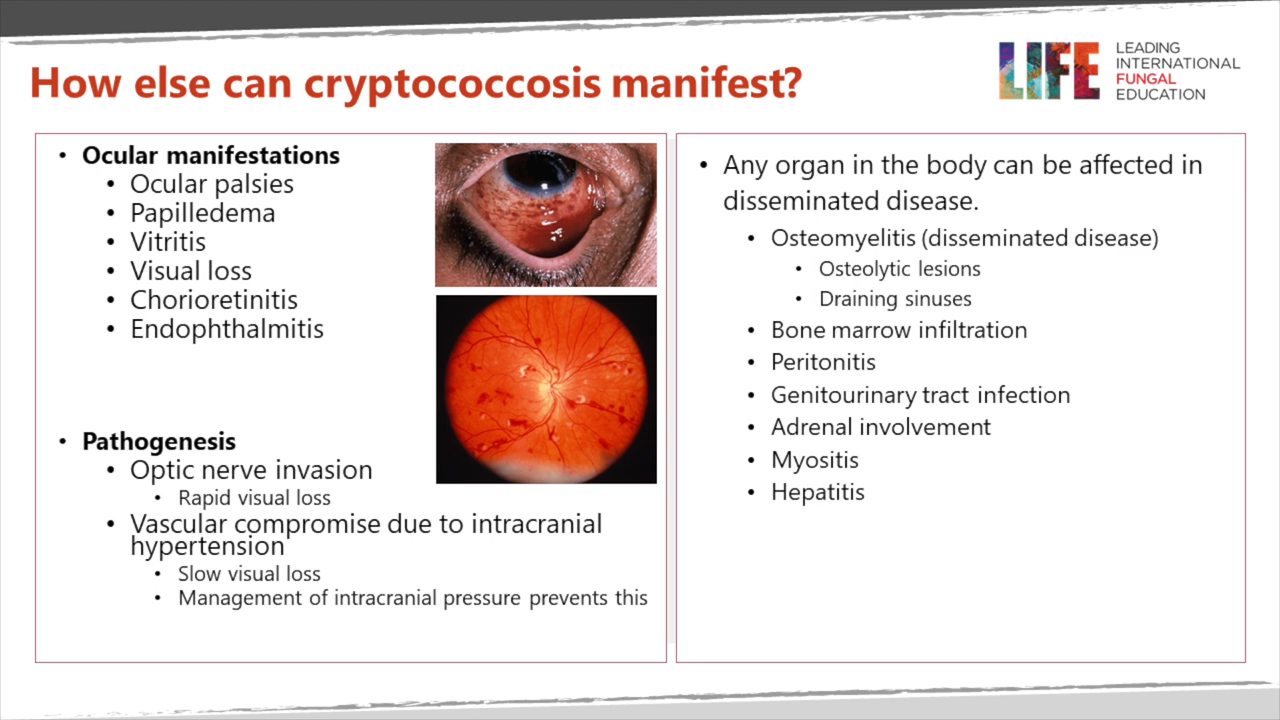 How else can cryptococcosis manifest?
LIFE
LEADING
INTERNATIONAL
FUNGAL
EDUCATION
• Ocular manifestations
• Ocular palsies
• Papilledema
• Vitritis
• Visual loss
• Chorioretinitis
• Endophthalmitis
• Pathogenesis
• Optic nerve invasion
• Rapid visual loss
• Vascular compromise due to intracranial
hypertension
• Slow visual loss
• Management of intracranial pressure prevents this
• Any organ in the body can be affected in
disseminated disease.
• Osteomyelitis (disseminated disease)
• Osteolytic lesions
• Draining sinuses
• Bone marrow infiltration
• Peritonitis
• Genitourinary tract infection
• Adrenal involvement
• Myositis
• Hepatitis